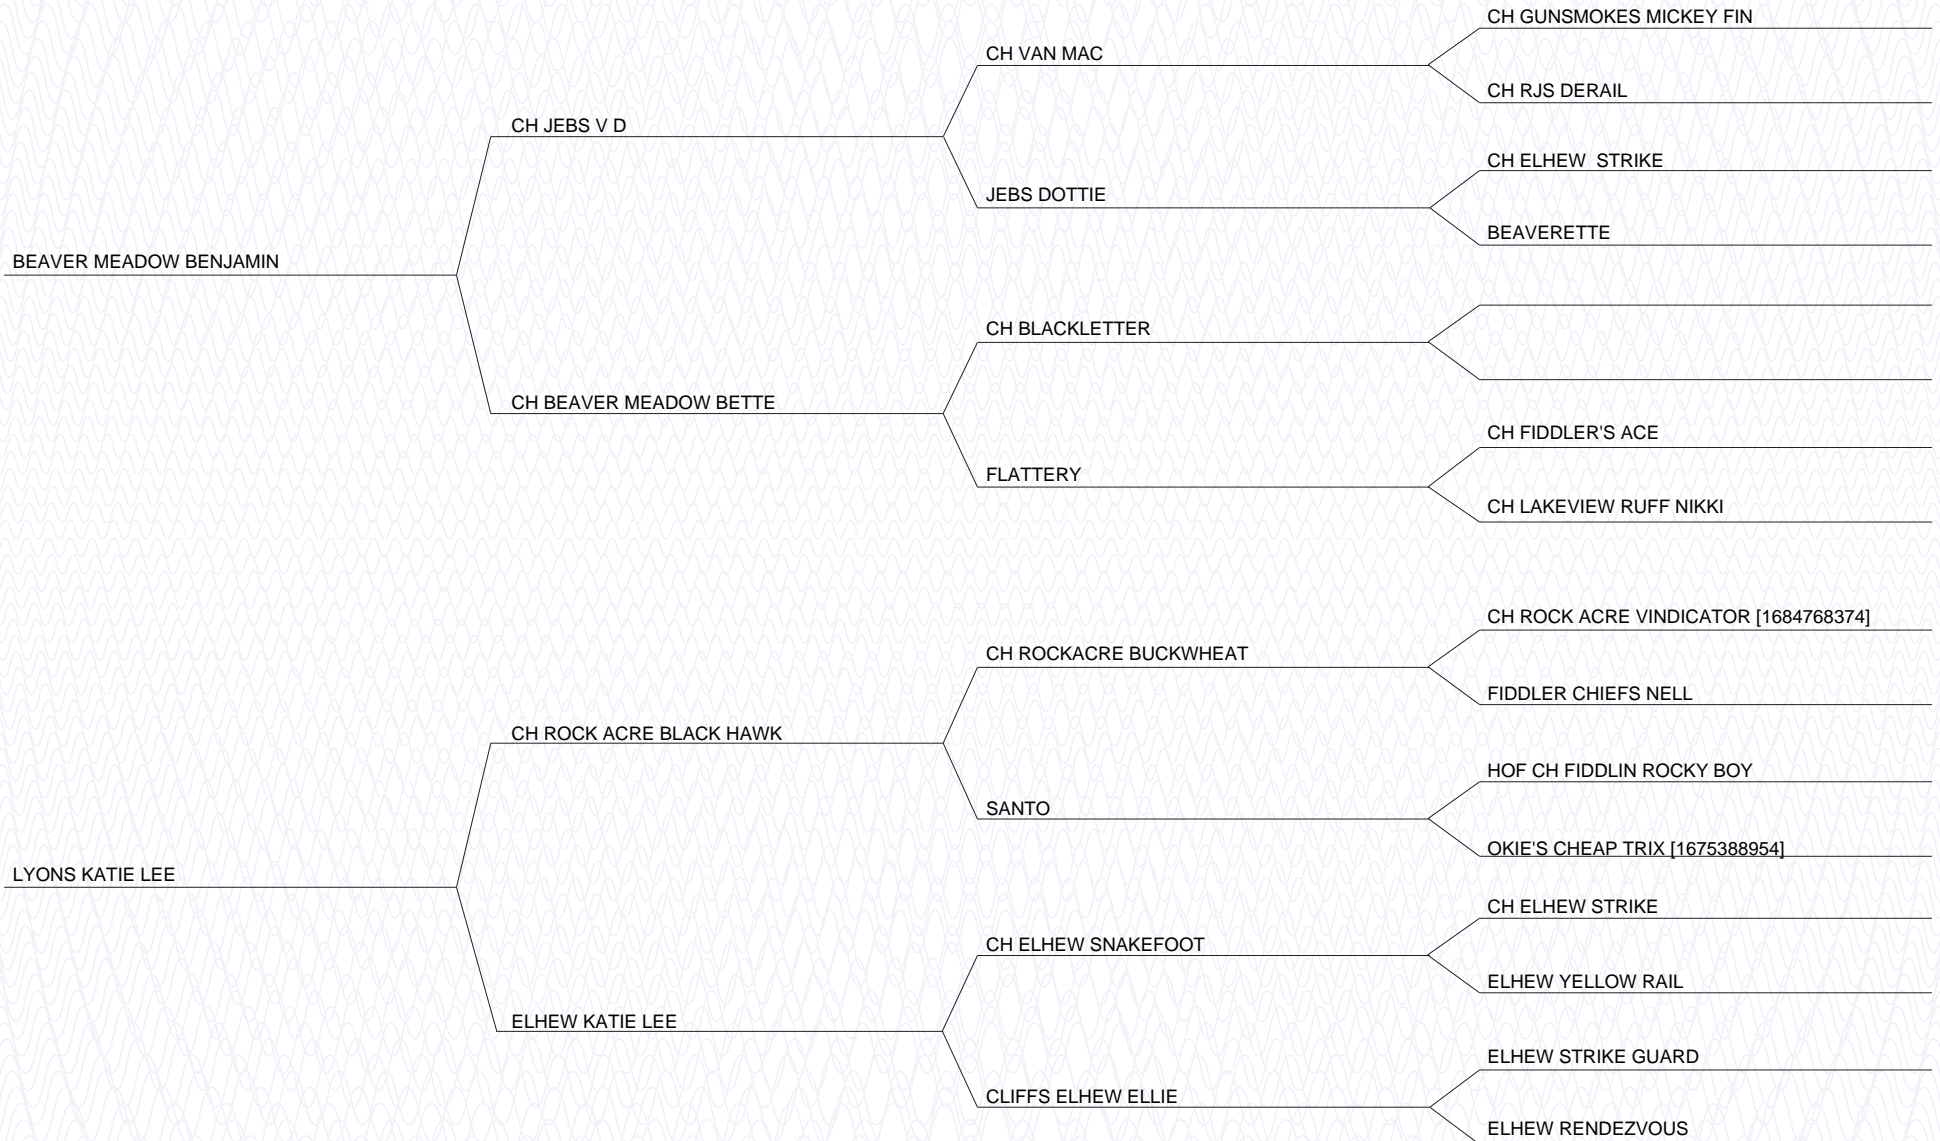 CH GUNSMOKES MICKEY FIN
CH VAN MAC
CH RJS DERAIL
CH JEBS V D
CH ELHEW  STRIKE
JEBS DOTTIE
BEAVERETTE
BEAVER MEADOW BENJAMIN
CH BLACKLETTER
CH BEAVER MEADOW BETTE
CH FIDDLER'S ACE
FLATTERY
CH LAKEVIEW RUFF NIKKI
CH ROCK ACRE VINDICATOR [1684768374]
CH ROCKACRE BUCKWHEAT
FIDDLER CHIEFS NELL
CH ROCK ACRE BLACK HAWK
HOF CH FIDDLIN ROCKY BOY
SANTO
OKIE'S CHEAP TRIX [1675388954]
LYONS KATIE LEE
CH ELHEW STRIKE
CH ELHEW SNAKEFOOT
ELHEW YELLOW RAIL
ELHEW KATIE LEE
ELHEW STRIKE GUARD
CLIFFS ELHEW ELLIE
ELHEW RENDEZVOUS